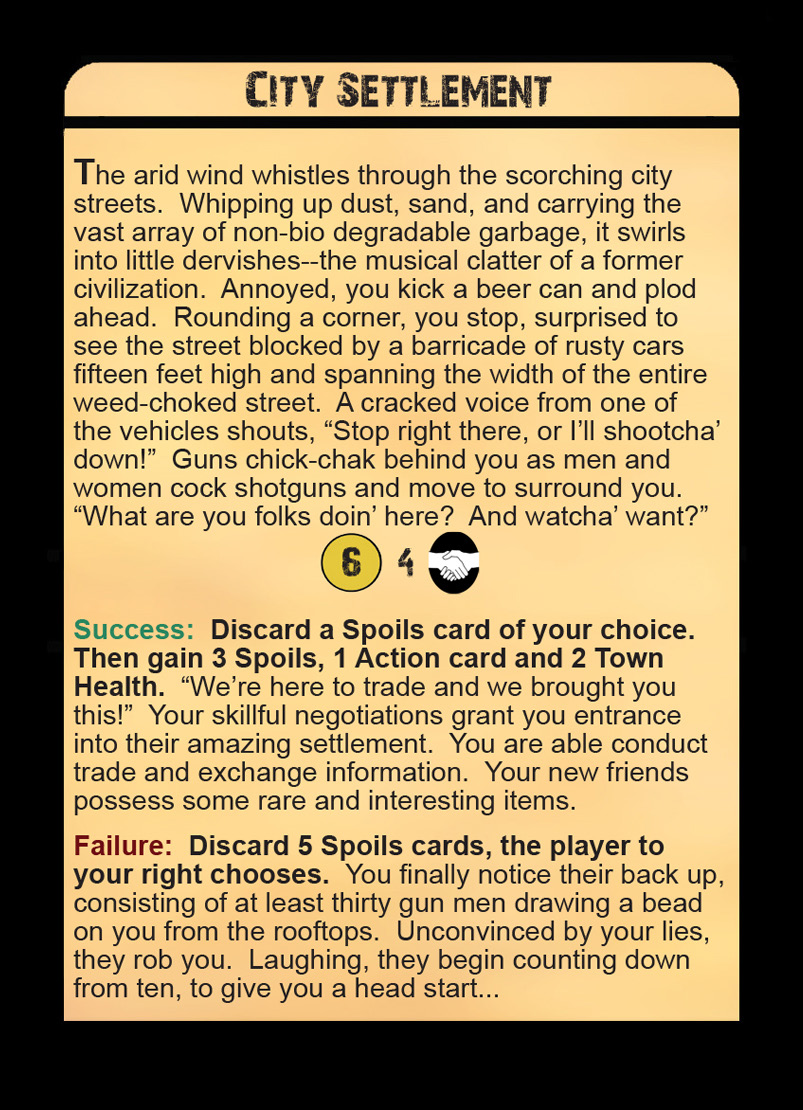 City Settlement
The arid wind whistles through the scorching city
streets.  Whipping up dust, sand, and carrying the
vast array of non-bio degradable garbage, it swirls
into little dervishes--the musical clatter of a former
civilization.  Annoyed, you kick a beer can and plod
ahead.  Rounding a corner, you stop, surprised to
see the street blocked by a barricade of rusty cars
fifteen feet high and spanning the width of the entire
weed-choked street.  A cracked voice from one of
the vehicles shouts, “Stop right there, or I’ll shootcha’
down!”  Guns chick-chak behind you as men and
women cock shotguns and move to surround you.
“What are you folks doin’ here?  And watcha’ want?”
6 4
Success:  Discard a Spoils card of your choice.
Then gain 3 Spoils, 1 Action card and 2 Town
Health.  “We’re here to trade and we brought you
this!”  Your skillful negotiations grant you entrance
into their amazing settlement.  You are able conduct
trade and exchange information.  Your new friends
possess some rare and interesting items.
Failure:  Discard 5 Spoils cards, the player to
your right chooses.  You finally notice their back up,
consisting of at least thirty gun men drawing a bead
on you from the rooftops.  Unconvinced by your lies,
they rob you.  Laughing, they begin counting down
from ten, to give you a head start...